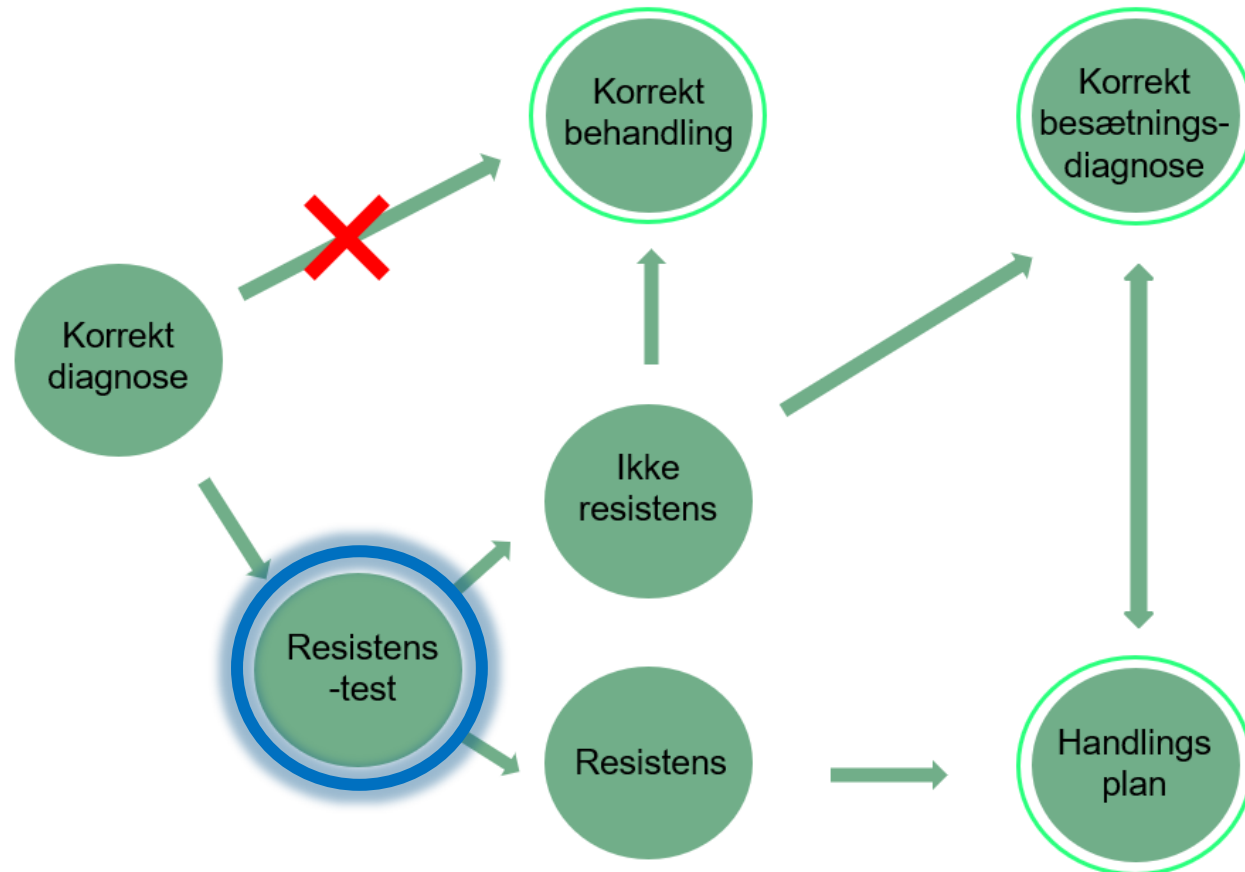 Korrekt
behandling
Korrekt
besætnings-
diagnose
Korrekt
diagnose
Ikke
resistens
Resistens
-test
Resistens
Handlings
plan